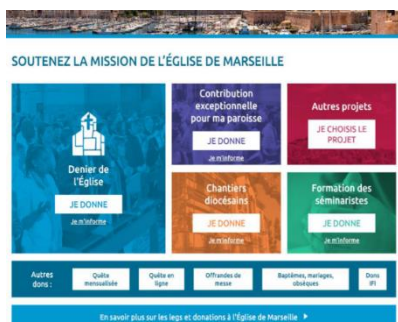 SOUTENEZ LA MISSION DE L'ÉGLISE DE MARSEILLE
Denier de
l'Église
JE DONNE
Je m'informe
Contribution
exceptionnelle
pour ma paroisse
JE DONNE
Je m'informe
Autres projets
JE CHOISIS LE
PROJET
Chantiers
diocésains
JE DONNE
Je m'informe
Formation des
séminaristes
JE DONNE
Je m'informe
Autres
dons :
Quête
mensualisée
Quête en
ligne
Offrandes de
messe
Baptêmes, mariages,
obsèques
Dons
IFI
En savoir plus sur les legs et donations à l'Église de Marseille